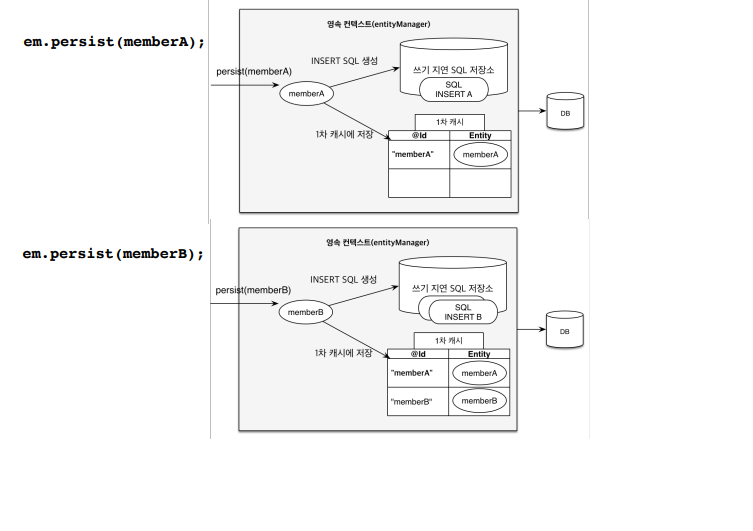 em.persist(memberA);
영속 컨텍스트(entityManager)
INSERT SQL 생성
쓰기 지연 SQL 저장소
persist(memberA)
SQL
INSERT A
memberA
DB
1차 캐시
1차 캐시에 저장
@Id Entity
"memberA" memberA
em.persist(memberB);
영속 컨텍스트(entityManager)
INSERT SQL 생성
쓰기 지연 SQL 저장소
persist(memberB)
SQL
INSERT B
memberB
DB
1차 캐시
1차 캐시에 저장
@Id Entity
"memberA" memberA
"memberB" memberB